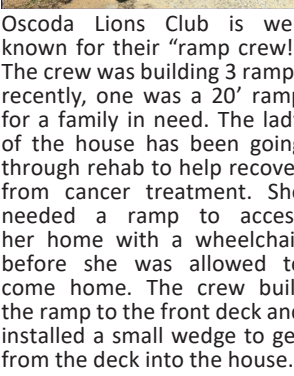 Oscoda Lions Club is we
known for their “ramp crew!
The crew was building 3 ramp
recently, one was a 20’ ramp
for a family in need. The lady
of the house has been going
through rehab to help recove
from cancer treatment. She
needed a ramp to acces
her home with a wheelchai
before she was allowed to
come home. The crew buil
the ramp to the front deck and
installed a small wedge to ge
from the deck into the house.